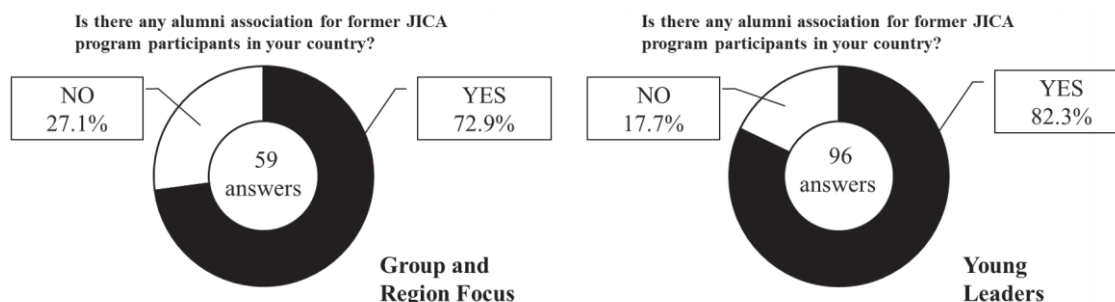 Is there any alumni association for former JICA
program participants in your country?
NO
27.1%
YES
72.9%
59
answers
Group and
Region Focus
Is there any alumni association for former JICA
program participants in your country?
NO
17.7%
YES
82.3%
96
answers
Young
Leaders